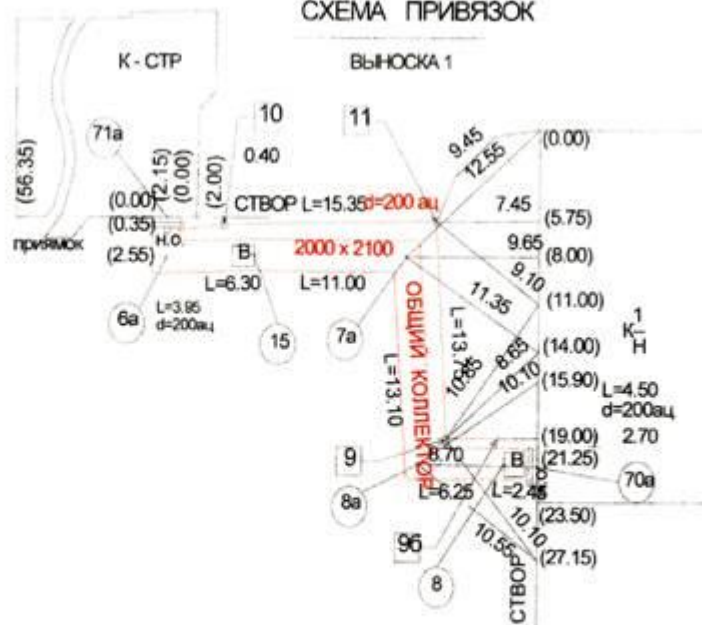 СХЕМА ПРИВЯЗОК
К - СТР
ВЫНОСКА 1
10
11
71а
0.40
9.45
12.55
(0.00)
(56.35)
(2.15)
(0.00)
(2.00)
(0.00)
СТВОР L=15.35 d=200 ац
7.45
(5.75)
(0.35)
приямок
Н.О.
(2.55)
В
2000 x 2100
9.65
(8.00)
L=6.30
L=11.00
9.10
11.35
(11.00)
6а
L=3.95
d=200ац
15
7а
ОБЩИЙ КОЛЛЕКТОР
L=13.10
10.85
8.65
10.10
(14.00)
К 1
Н
(15.90)
L=4.50
d=200ац
(19.00)
2.70
9
8.70
В
(21.25)
70а
8а
L=6.25
L=2.45
(23.50)
9б
10.10
10.55
(27.15)
8
СТВОР